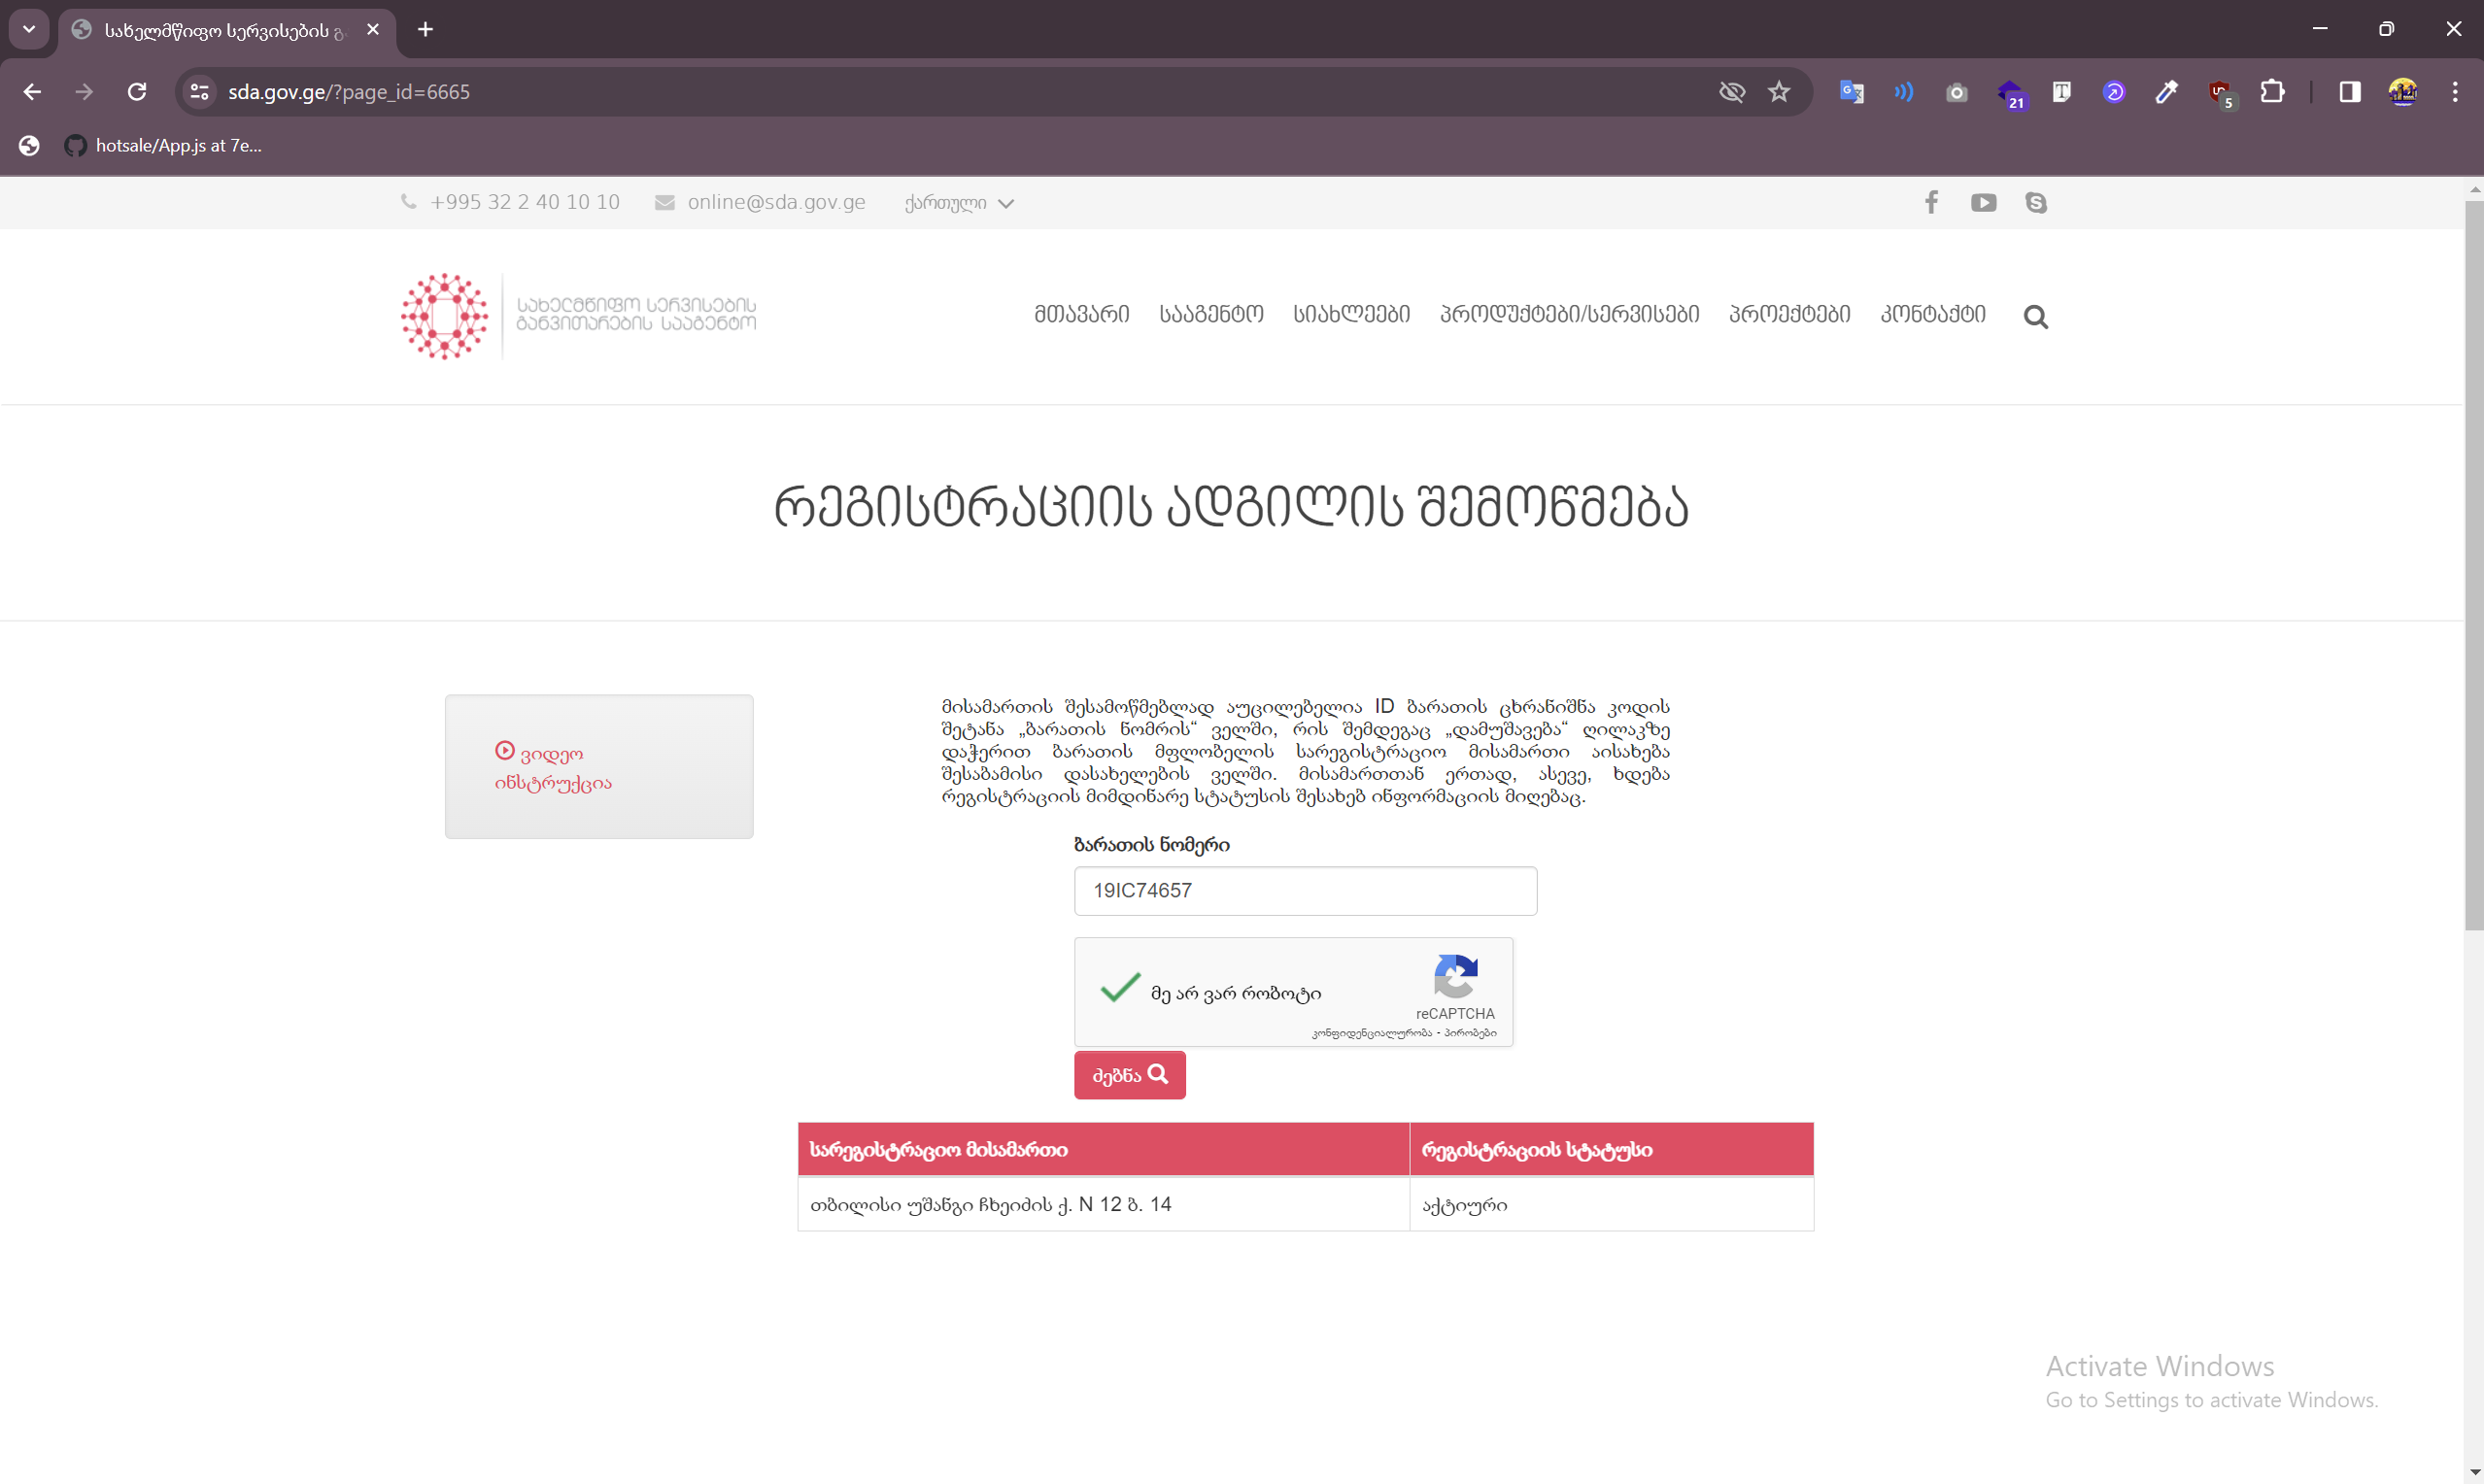 სახელმწიფო სერვისების გ
sda.gov.ge/?page_id=6665
21
5
hotsale/App.js at 7e...
+995 32 2 40 10 10
online@sda.gov.ge
ქართული
სახელმწიფო სერვისების
განვითარების სააგენტო
მთავარი
სააგენტო
სიახლეები
პროდუქტები/სერვისები
პროექტები
კონტაქტი
რეგისტრაციის ადგილის შემოწმება
ვიდეო
ინსტრუქცია
მისამართის შესამოწმებლად აუცილებელია ID ბარათის ცხრანიშნა კოდის
შეტანა „ბარათის ნომრის“ ველში, რის შემდეგაც „დამუშავება“ ღილაკზე
დაჭერით ბარათის მფლობელის სარეგისტრაციო მისამართი აისახება
შესაბამისი დასახელების ველში. მისამართთან ერთად, ასევე, ხდება
რეგისტრაციის მიმდინარე სტატუსის შესახებ ინფორმაციის მიღებაც.
ბარათის ნომერი
19IC74657
მე არ ვარ რობოტი
reCAPTCHA
კონფიდენციალურობა - პირობები
ძებნა
სარეგისტრაციო მისამართი
რეგისტრაციის სტატუსი
თბილისი უშანგი ჩხეიძის ქ. N 12 ბ. 14
აქტიური
Activate Windows
Go to Settings to activate Windows.